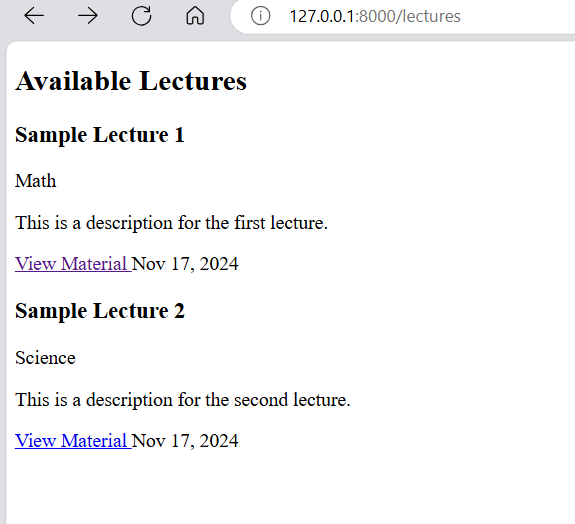 127.0.0.1:8000/lectures
Available Lectures
Sample Lecture 1
Math
This is a description for the first lecture.
View Material Nov 17, 2024
Sample Lecture 2
Science
This is a description for the second lecture.
View Material Nov 17, 2024